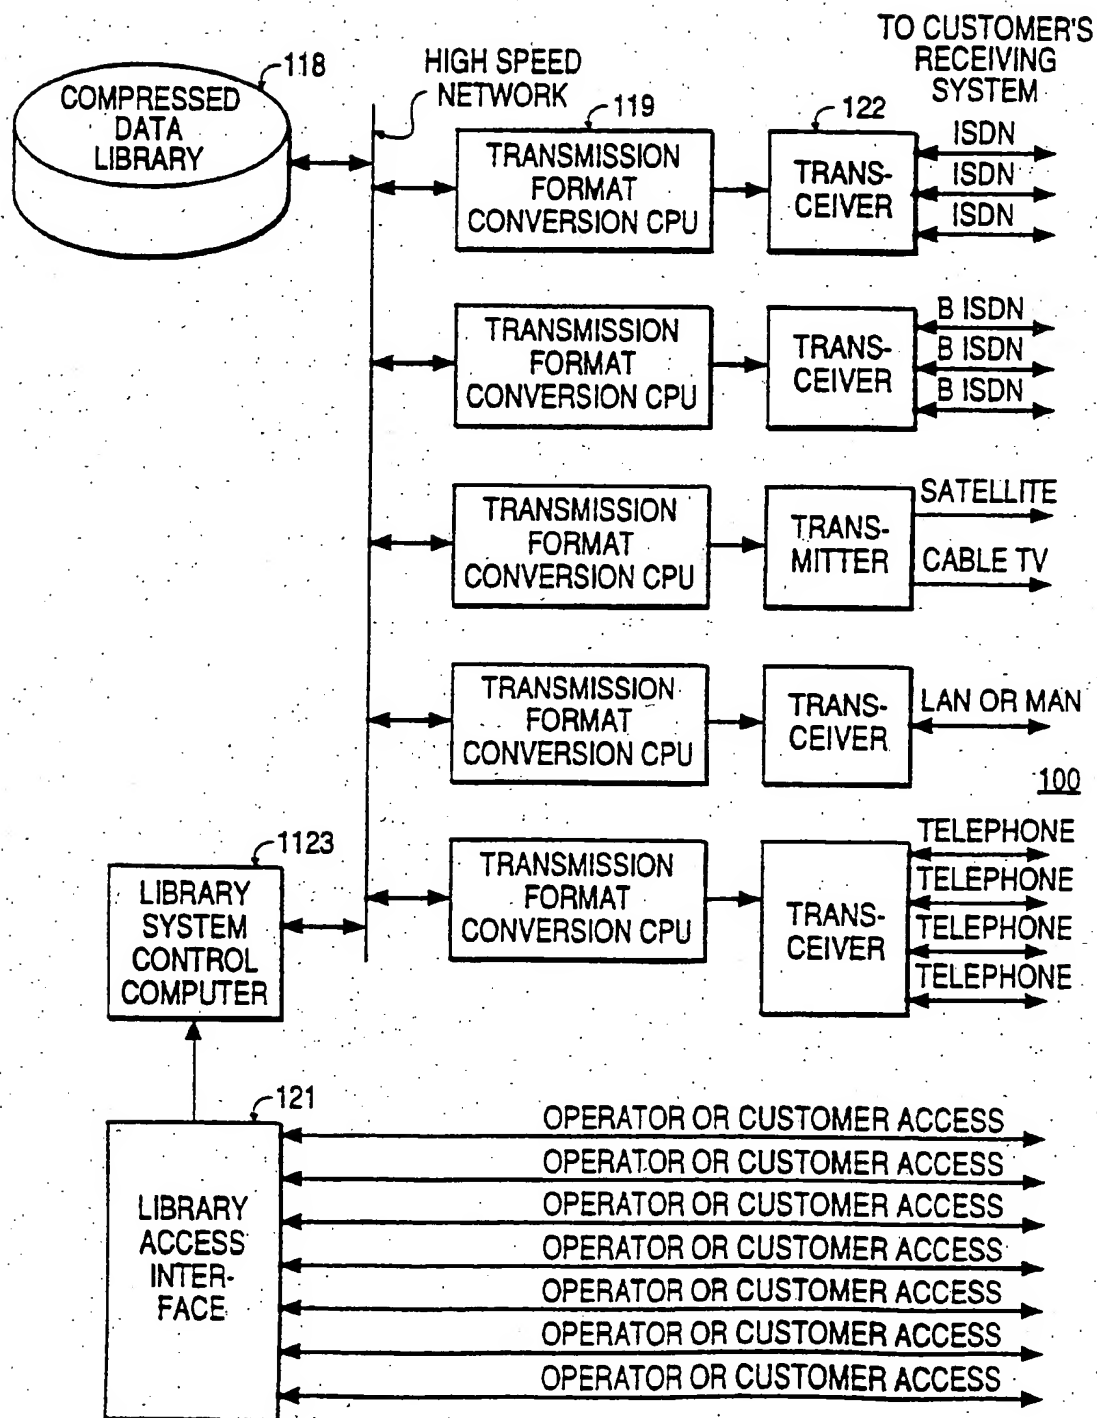 TO CUSTOMER'S
RECEIVING
SYSTEM
118
COMPRESSED
DATA
LIBRARY
HIGH SPEED
NETWORK
119
TRANSMISSION
FORMAT
CONVERSION CPU
122
TRANS-
CEIVER
ISDN
ISDN
ISDN
TRANSMISSION
FORMAT
CONVERSION CPU
TRANS-
CEIVER
B ISDN
B ISDN
B ISDN
TRANSMISSION
FORMAT
CONVERSION CPU
TRANS-
MITTER
SATELLITE
CABLE TV
TRANSMISSION
FORMAT
CONVERSION CPU
TRANS-
CEIVER
LAN OR MAN
100
1123
LIBRARY
SYSTEM
CONTROL
COMPUTER
TRANSMISSION
FORMAT
CONVERSION CPU
TRANS-
CEIVER
TELEPHONE
TELEPHONE
TELEPHONE
TELEPHONE
121
LIBRARY
ACCESS
INTER-
FACE
OPERATOR OR CUSTOMER ACCESS
OPERATOR OR CUSTOMER ACCESS
OPERATOR OR CUSTOMER ACCESS
OPERATOR OR CUSTOMER ACCESS
OPERATOR OR CUSTOMER ACCESS
OPERATOR OR CUSTOMER ACCESS
OPERATOR OR CUSTOMER ACCESS